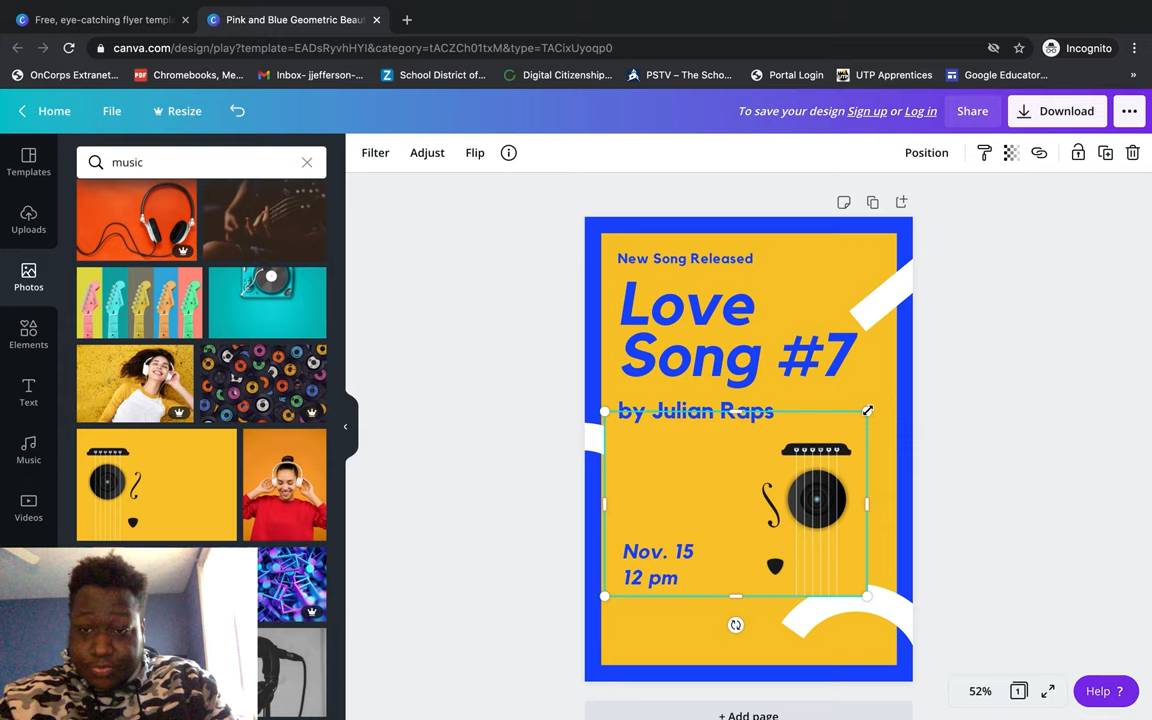 Free, eye-catching flyer templ
Pink and Blue Geometric Beaut
canva.com/design/play?template=EADsRyvhHYI&category=tACZCh01txM&type=TACixUyoqp0
Incognito
OnCorps Extranet...
Chromebooks, Me...
Inbox- jjefferson-...
School District of...
Digital Citizenship...
PSTV – The Scho...
Portal Login
UTP Apprentices
Google Educator...
»
Home
File
Resize
To save your design Sign up or Log in
Share
Download
Templates
Uploads
Photos
Elements
Text
Music
Videos
music
Filter
Adjust
Flip
Position
New Song Released
Love
Song #7
by Julian Raps
Nov. 15
12 pm
52%
1
Help ?
+ Add page